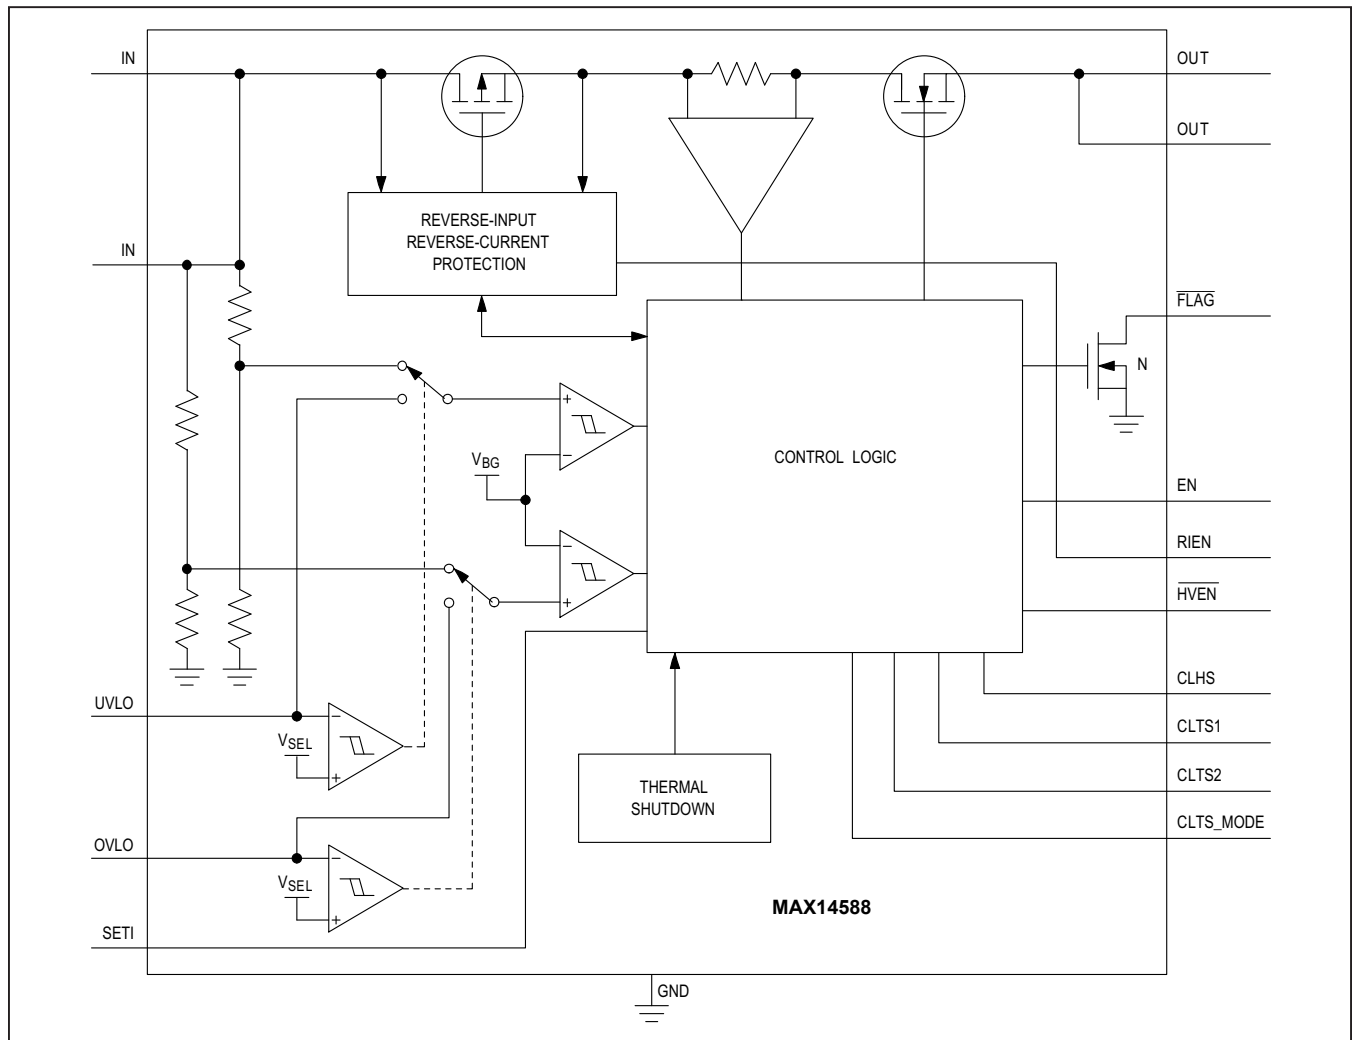 IN
OUT
OUT
REVERSE-INPUT
REVERSE-CURRENT
PROTECTION
IN
FLAG
N
+
−
VBG
CONTROL LOGIC
EN
−
+
RIEN
HVEN
CLHS
UVLO
−
VSEL
+
CLTS1
THERMAL
SHUTDOWN
CLTS2
CLTS_MODE
OVLO
−
VSEL
+
MAX14588
SETI
GND